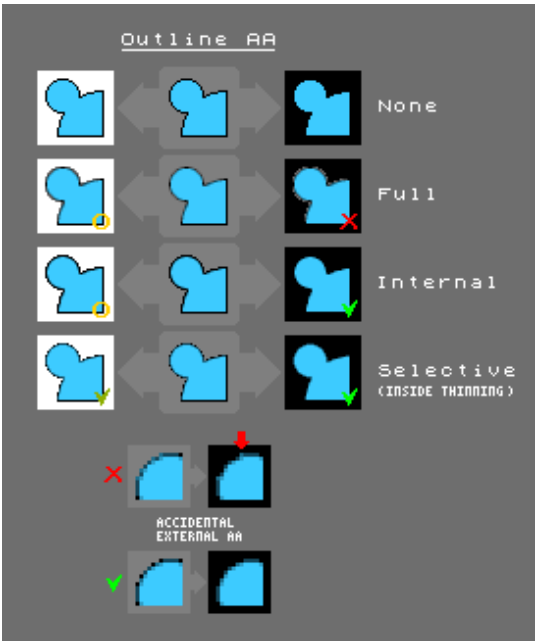 Outline AA
None
Full
Internal
Selective
(INSIDE THINNING)
ACCIDENTAL
EXTERNAL AA